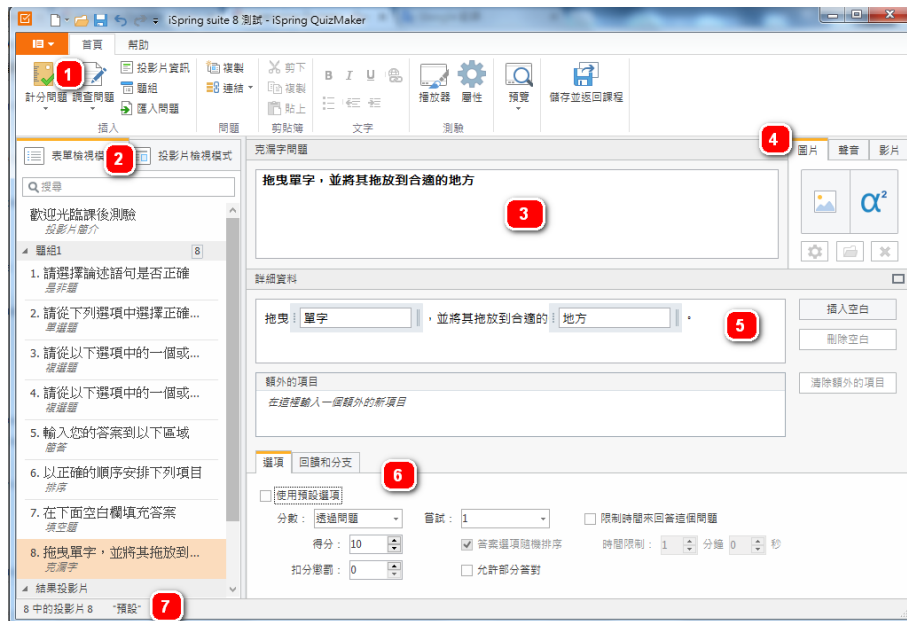 iSpring suite 8 測試 - iSpring QuizMaker
首頁 幫助
計分問題 調查問題
投影片資訊
題組
匯入問題
插入
複製
連結
問題
剪下
複製
貼上
剪貼簿
B I U
文字
播放器 屬性
測驗
預覽
儲存並返回課程
1
表單檢視模
2
投影片檢視模式
搜尋
歡迎光臨課後測驗
投影片簡介
題組1 8
1. 請選擇論述語句是否正確
是非題
2. 請從下列選項中選擇正確...
單選題
3. 請從以下選項中的一個或...
複選題
4. 請從以下選項中的一個或...
複選題
5. 輸入您的答案到以下區域
簡答
6. 以正確的順序安排下列項目
排序
7. 在下面空白欄填充答案
填空題
8. 拖曳單字，並將其拖放到...
克漏字
結果投影片
克漏字問題
拖曳單字，並將其拖放到合適的地方
3
4
圖片 聲音 影片
α²
詳細資料
拖曳 單字 ，並將其拖放到合適的 地方 。
5
插入空白
刪除空白
額外的項目
在這裡輸入一個額外的新項目
清除額外的項目
選項 回饋和分支
6
使用預設選項
分數： 透過問題 嘗試： 1 限制時間來回答這個問題
得分： 10 答案選項隨機排序 時間限制： 1 分鐘 0 秒
扣分懲罰： 0 允許部分答對
8 中的投影片 8 "預設" 7